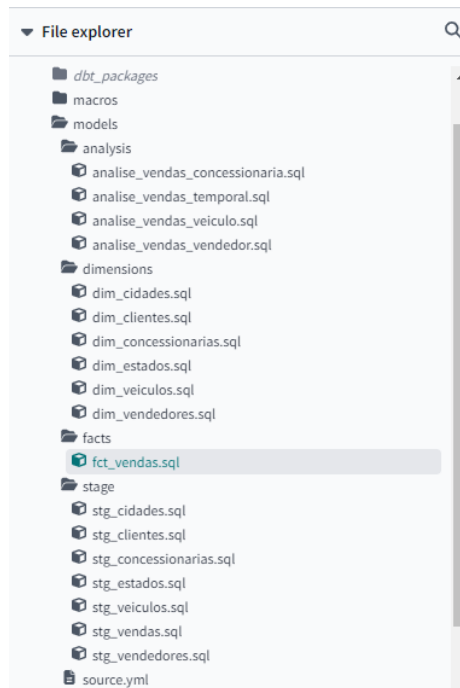 File explorer
dbt_packages
macros
models
analysis
analise_vendas_concessionaria.sql
analise_vendas_temporal.sql
analise_vendas_veiculo.sql
analise_vendas_vendedor.sql
dimensions
dim_cidades.sql
dim_clientes.sql
dim_concessionarias.sql
dim_estados.sql
dim_veiculos.sql
dim_vendedores.sql
facts
fct_vendas.sql
stage
stg_cidades.sql
stg_clientes.sql
stg_concessionarias.sql
stg_estados.sql
stg_veiculos.sql
stg_vendas.sql
stg_vendedores.sql
source.yml